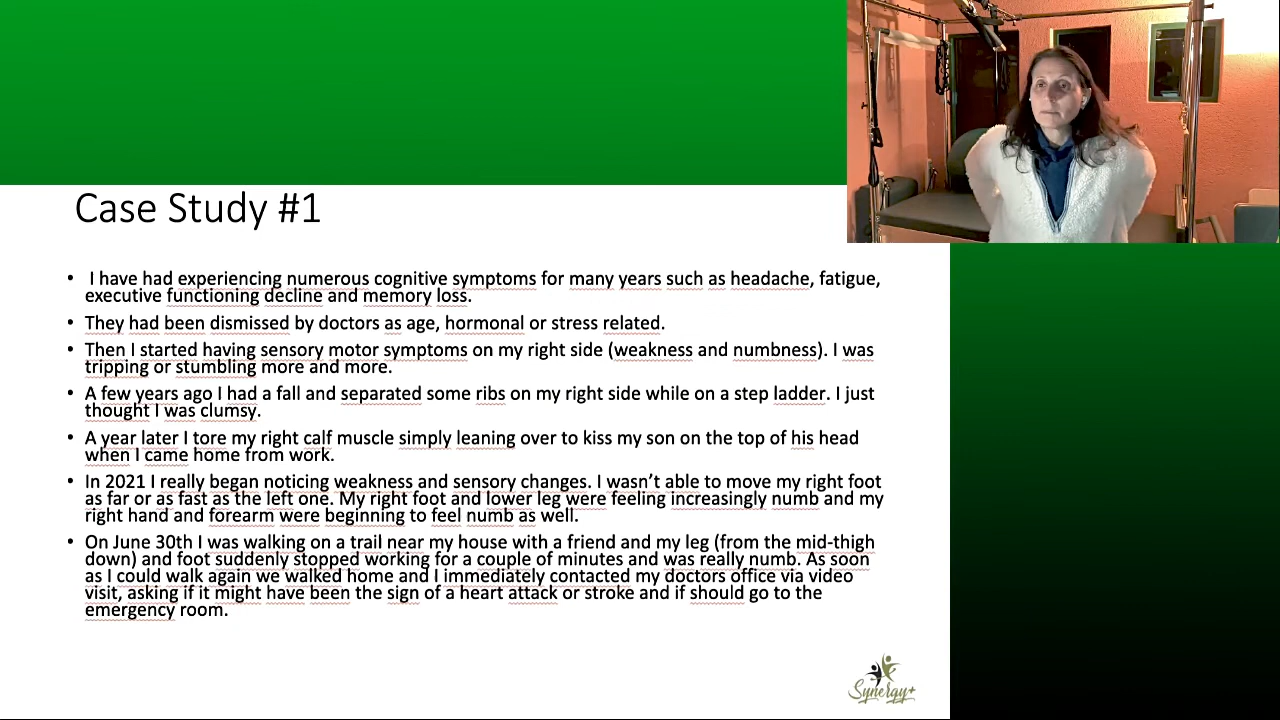 Case Study #1
• I have had experiencing numerous cognitive symptoms for many years such as headache, fatigue,
executive functioning decline and memory loss.
• They had been dismissed by doctors as age, hormonal or stress related.
• Then I started having sensory motor symptoms on my right side (weakness and numbness). I was
tripping or stumbling more and more.
• A few years ago I had a fall and separated some ribs on my right side while on a step ladder. I just
thought I was clumsy.
• A year later I tore my right calf muscle simply leaning over to kiss my son on the top of his head
when I came home from work.
• In 2021 I really began noticing weakness and sensory changes. I wasn’t able to move my right foot
as far or as fast as the left one. My right foot and lower leg were feeling increasingly numb and my
right hand and forearm were beginning to feel numb as well.
• On June 30th I was walking on a trail near my house with a friend and my leg (from the mid-thigh
down) and foot suddenly stopped working for a couple of minutes and was really numb. As soon
as I could walk again we walked home and I immediately contacted my doctors office via video
visit, asking if it might have been the sign of a heart attack or stroke and if should go to the
emergency room.
Synergy+